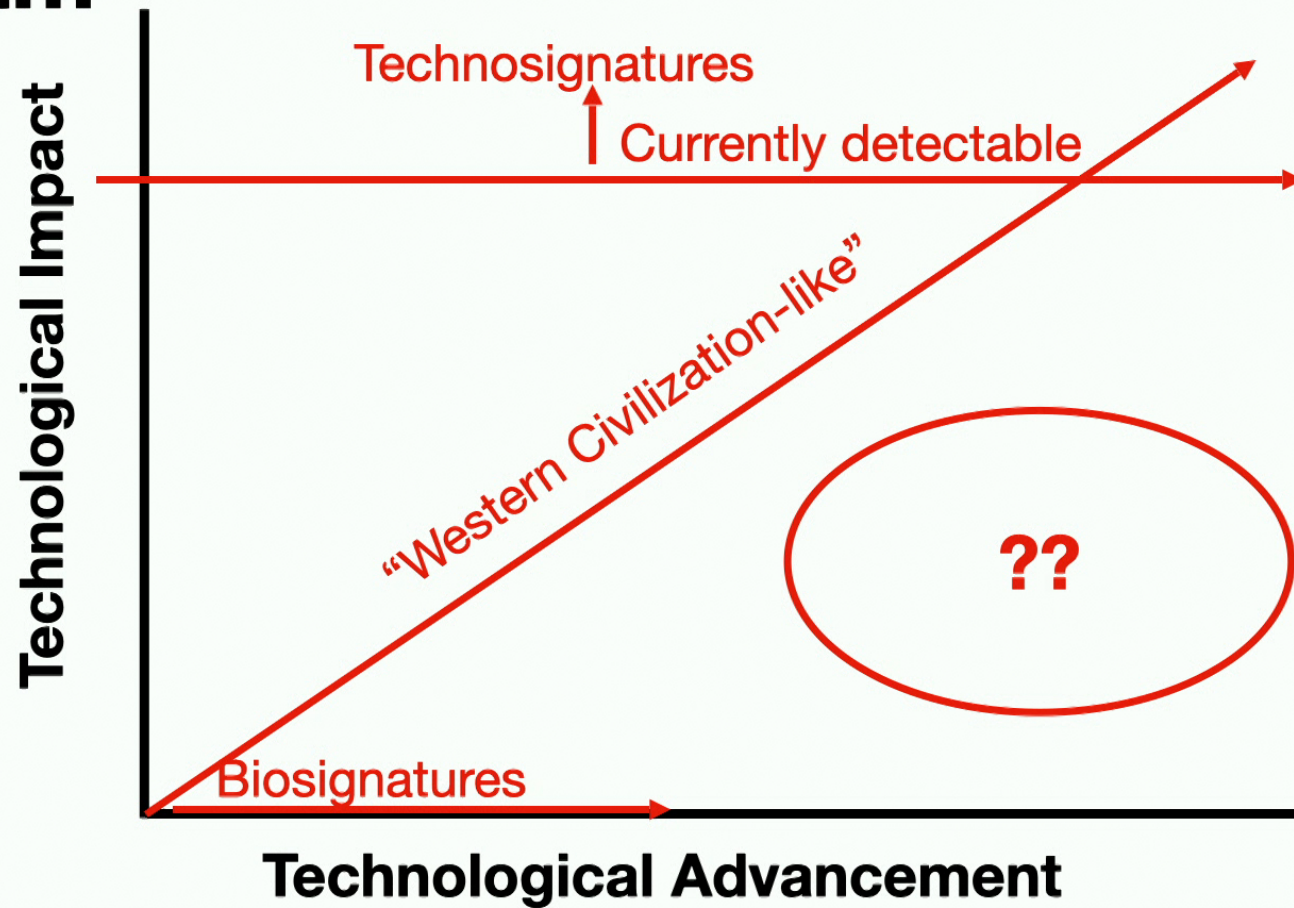 Technosignatures
Currently detectable
Technological Impact
“Western Civilization-like”
??
Biosignatures
Technological Advancement